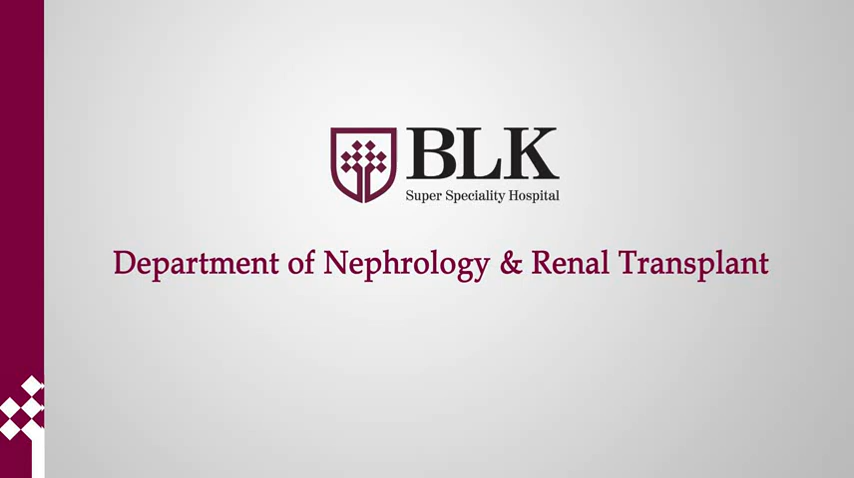 BLK
Super Speciality Hospital
Department of Nephrology & Renal Transplant